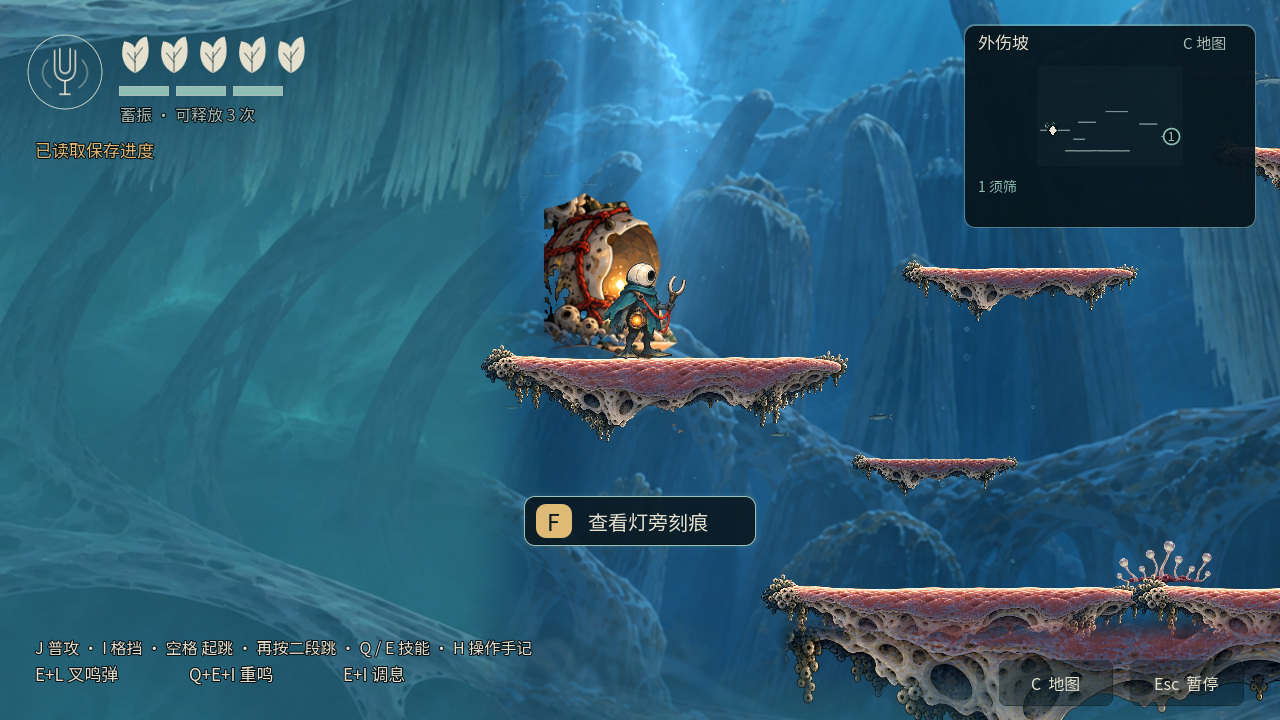 蓄振 · 可释放 3 次
已读取保存进度
外伤坡
C 地图
1
1 须筛
F 查看灯旁刻痕
J 普攻 · I 格挡 · 空格 起跳 · 再按二段跳 · Q / E 技能 · H 操作手记
E+L 叉鸣弹 Q+E+I 重鸣 E+I 调息
C 地图
Esc 暂停